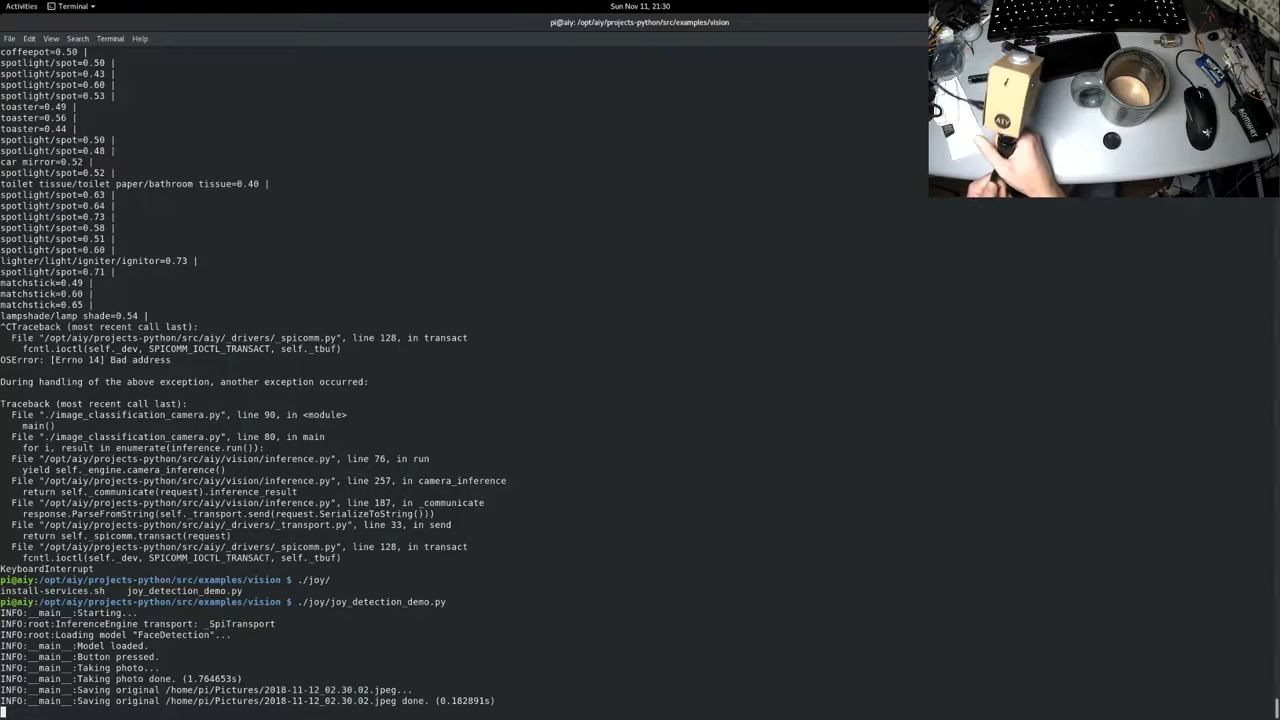 Activities
Terminal
Sun Nov 11, 21:30
pi@aiy: /opt/aiy/projects-python/src/examples/vision
File Edit View Search Terminal Help
coffeepot=0.50 |
spotlight/spot=0.50 |
spotlight/spot=0.43 |
spotlight/spot=0.60 |
spotlight/spot=0.53 |
toaster=0.49 |
toaster=0.56 |
toaster=0.44 |
spotlight/spot=0.50 |
spotlight/spot=0.48 |
car mirror=0.52 |
spotlight/spot=0.52 |
toilet tissue/toilet paper/bathroom tissue=0.40 |
spotlight/spot=0.63 |
spotlight/spot=0.64 |
spotlight/spot=0.73 |
spotlight/spot=0.58 |
spotlight/spot=0.51 |
spotlight/spot=0.60 |
lighter/light/igniter/ignitor=0.73 |
spotlight/spot=0.71 |
matchstick=0.49 |
matchstick=0.60 |
matchstick=0.65 |
lampshade/lamp shade=0.54 |
^CTraceback (most recent call last):
File "/opt/aiy/projects-python/src/aiy/_drivers/_spicomm.py", line 128, in transact
fcntl.ioctl(self._dev, SPICOMM_IOCTL_TRANSACT, self._tbuf)
OSError: [Errno 14] Bad address
During handling of the above exception, another exception occurred:
Traceback (most recent call last):
File "./image_classification_camera.py", line 90, in <module>
main()
File "./image_classification_camera.py", line 80, in main
for i, result in enumerate(inference.run()):
File "/opt/aiy/projects-python/src/aiy/vision/inference.py", line 76, in run
yield self._engine.camera_inference()
File "/opt/aiy/projects-python/src/aiy/vision/inference.py", line 257, in camera_inference
return self._communicate(request).inference_result
File "/opt/aiy/projects-python/src/aiy/vision/inference.py", line 187, in _communicate
response.ParseFromString(self._transport.send(request.SerializeToString()))
File "/opt/aiy/projects-python/src/aiy/_drivers/_transport.py", line 33, in send
return self._spicomm.transact(request)
File "/opt/aiy/projects-python/src/aiy/_drivers/_spicomm.py", line 128, in transact
fcntl.ioctl(self._dev, SPICOMM_IOCTL_TRANSACT, self._tbuf)
KeyboardInterrupt
pi@aiy:/opt/aiy/projects-python/src/examples/vision $ ./joy/
install-services.sh joy_detection_demo.py
pi@aiy:/opt/aiy/projects-python/src/examples/vision $ ./joy/joy_detection_demo.py
INFO:__main__:Starting...
INFO:root:InferenceEngine transport: _SpiTransport
INFO:root:Loading model "FaceDetection"...
INFO:__main__:Model loaded.
INFO:__main__:Button pressed.
INFO:__main__:Taking photo...
INFO:__main__:Taking photo done. (1.764653s)
INFO:__main__:Saving original /home/pi/Pictures/2018-11-12_02.30.02.jpeg...
INFO:__main__:Saving original /home/pi/Pictures/2018-11-12_02.30.02.jpeg done. (0.182891s)
AIY